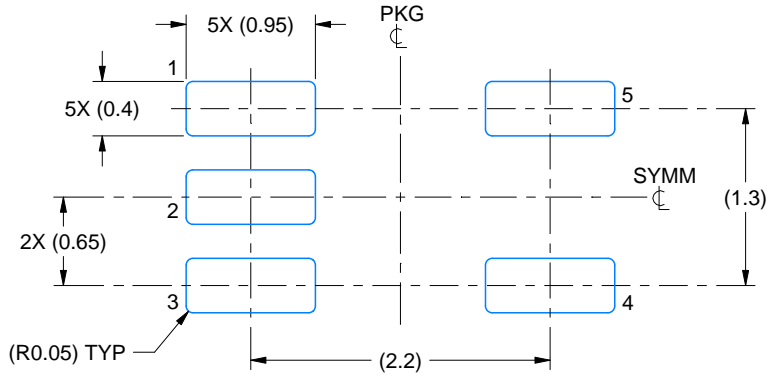 PKG
℄
5X (0.95)
1
5X (0.4)
5
SYMM
℄
(1.3)
2
2X (0.65)
3
4
(R0.05) TYP
(2.2)